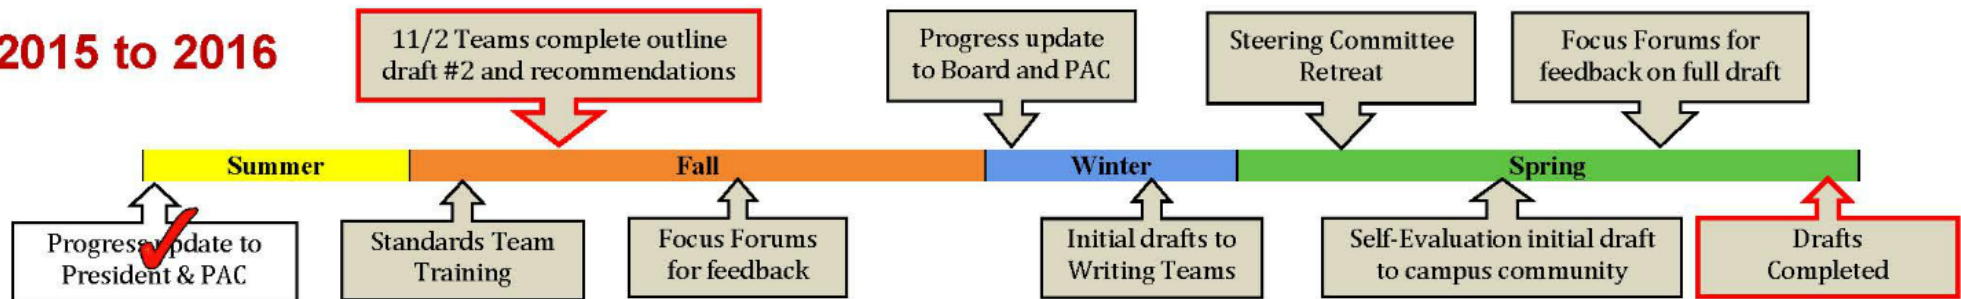 2015 to 2016
11/2 Teams complete outline
draft #2 and recommendations
Progress update
to Board and PAC
Steering Committee
Retreat
Focus Forums for
feedback on full draft
Summer
Fall
Winter
Spring
Progress update to
President & PAC
Standards Team
Training
Focus Forums
for feedback
Initial drafts to
Writing Teams
Self-Evaluation initial draft
to campus community
Drafts
Completed